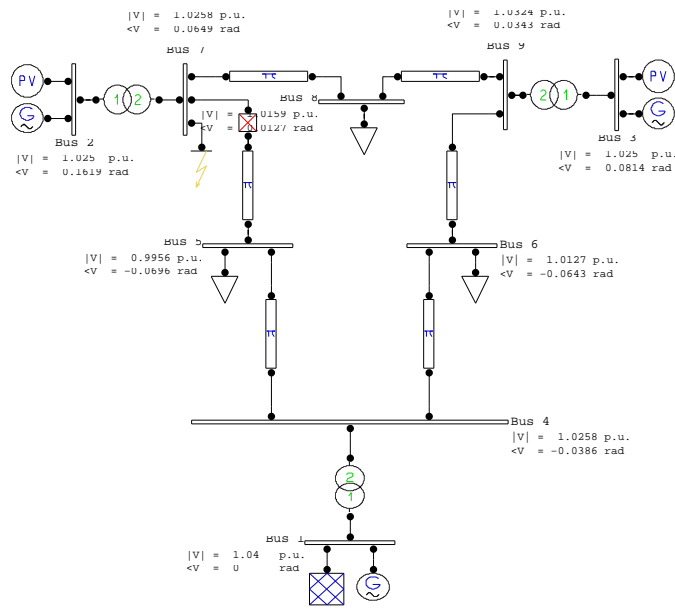 |V| = 1.0258 p.u.
<V = 0.0649 rad
|V| = 1.0324 p.u.
<V = 0.0343 rad
Bus 7
Bus 9
PV
1 2
π
π
2 1
PV
G
Bus 8
|V| = 1.0159 p.u.
<V = 0.0127 rad
G
Bus 2
Bus 3
|V| = 1.025 p.u.
<V = 0.1619 rad
|V| = 1.025 p.u.
<V = 0.0814 rad
π
π
Bus 5
Bus 6
|V| = 0.9956 p.u.
<V = -0.0696 rad
|V| = 1.0127 p.u.
<V = -0.0643 rad
π
π
Bus 4
|V| = 1.0258 p.u.
<V = -0.0386 rad
2
1
Bus 1
|V| = 1.04 p.u.
<V = 0 rad
G